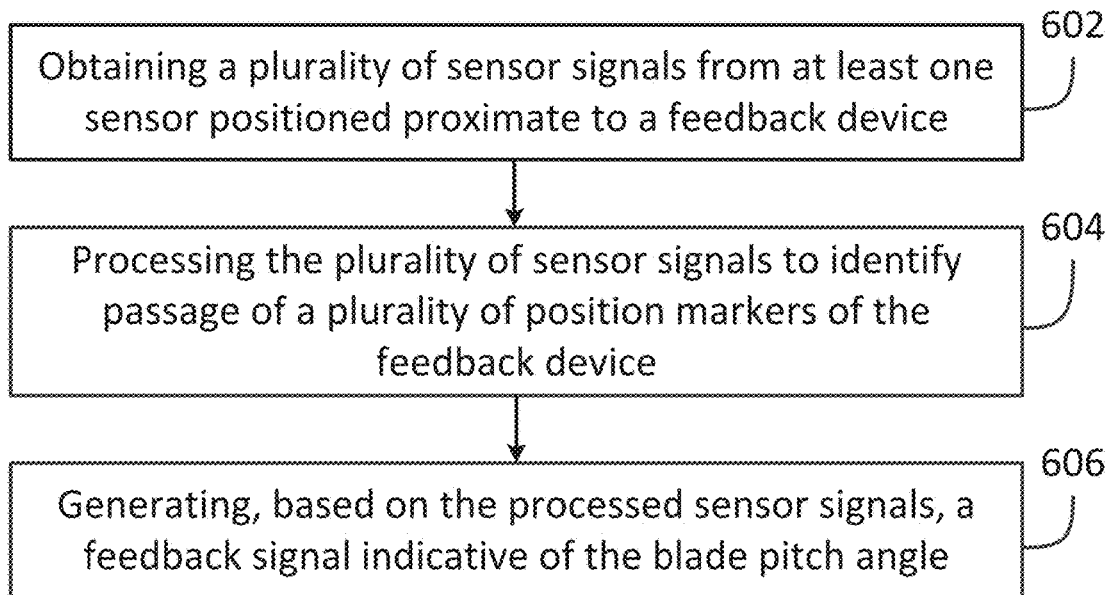 602
Obtaining a plurality of sensor signals from at least one
sensor positioned proximate to a feedback device
604
Processing the plurality of sensor signals to identify
passage of a plurality of position markers of the
feedback device
606
Generating, based on the processed sensor signals, a
feedback signal indicative of the blade pitch angle